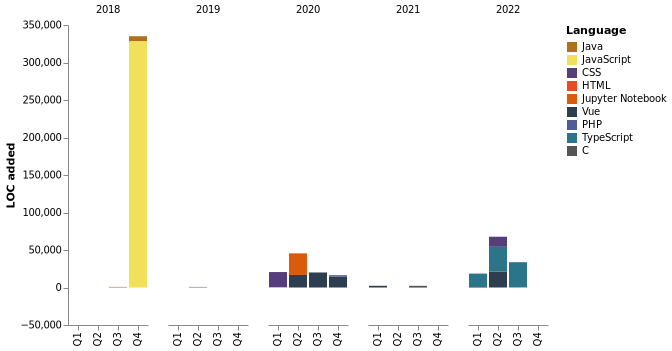 2018 2019 2020 2021 2022
350,000
300,000
250,000
200,000
150,000
100,000
50,000
0
−50,000
LOC added
Q1 Q2 Q3 Q4 Q1 Q2 Q3 Q4 Q1 Q2 Q3 Q4 Q1 Q2 Q3 Q4 Q1 Q2 Q3 Q4
Language
Java
JavaScript
CSS
HTML
Jupyter Notebook
Vue
PHP
TypeScript
C